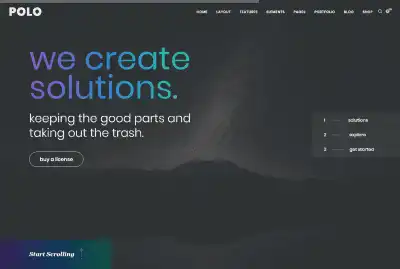 POLO
HOME LAYOUT FEATURES ELEMENTS PAGES PORTFOLIO BLOG SHOP
we create
solutions.
keeping the good parts and
taking out the trash.
buy a license
1 solutions
2 explore
3 get started
Start Scrolling